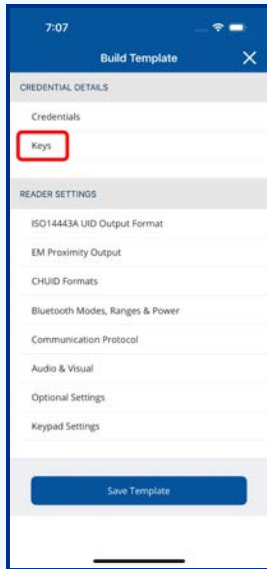 7:07
Build Template
CREDENTIAL DETAILS
Credentials
Keys
READER SETTINGS
ISO14443A UID Output Format
EM Proximity Output
CHUID Formats
Bluetooth Modes, Ranges & Power
Communication Protocol
Audio & Visual
Optional Settings
Keypad Settings
Save Template